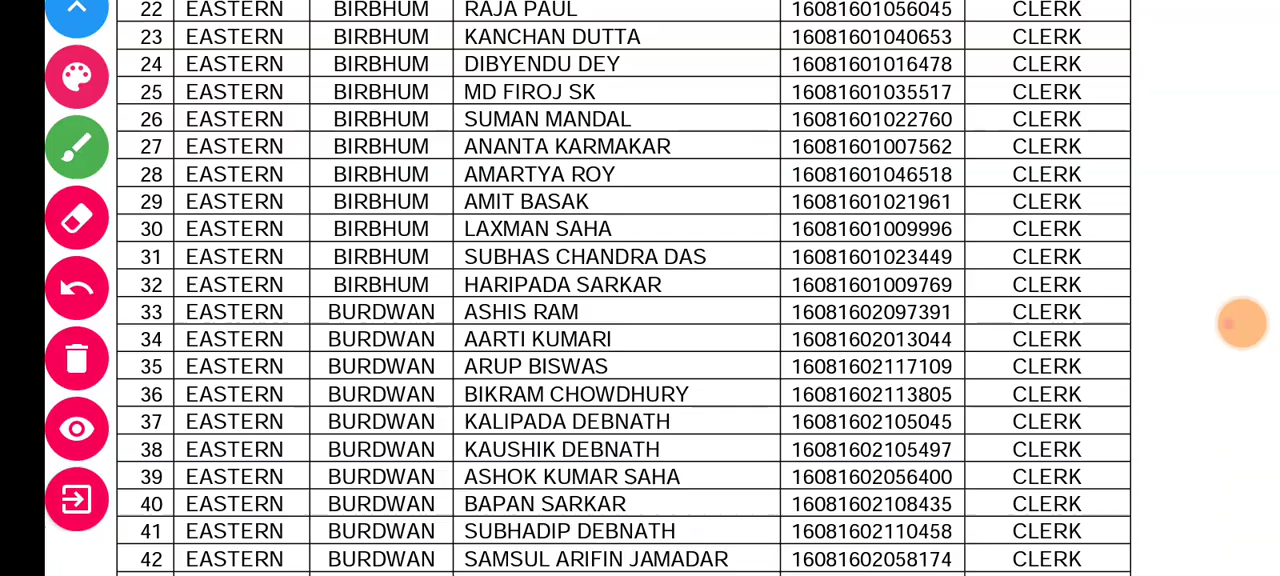 22 EASTERN BIRBHUM RAJA PAUL 16081601056045 CLERK
23 EASTERN BIRBHUM KANCHAN DUTTA 16081601040653 CLERK
24 EASTERN BIRBHUM DIBYENDU DEY 16081601016478 CLERK
25 EASTERN BIRBHUM MD FIROJ SK 16081601035517 CLERK
26 EASTERN BIRBHUM SUMAN MANDAL 16081601022760 CLERK
27 EASTERN BIRBHUM ANANTA KARMAKAR 16081601007562 CLERK
28 EASTERN BIRBHUM AMARTYA ROY 16081601046518 CLERK
29 EASTERN BIRBHUM AMIT BASAK 16081601021961 CLERK
30 EASTERN BIRBHUM LAXMAN SAHA 16081601009996 CLERK
31 EASTERN BIRBHUM SUBHAS CHANDRA DAS 16081601023449 CLERK
32 EASTERN BIRBHUM HARIPADA SARKAR 16081601009769 CLERK
33 EASTERN BURDWAN ASHIS RAM 16081602097391 CLERK
34 EASTERN BURDWAN AARTI KUMARI 16081602013044 CLERK
35 EASTERN BURDWAN ARUP BISWAS 16081602117109 CLERK
36 EASTERN BURDWAN BIKRAM CHOWDHURY 16081602113805 CLERK
37 EASTERN BURDWAN KALIPADA DEBNATH 16081602105045 CLERK
38 EASTERN BURDWAN KAUSHIK DEBNATH 16081602105497 CLERK
39 EASTERN BURDWAN ASHOK KUMAR SAHA 16081602056400 CLERK
40 EASTERN BURDWAN BAPAN SARKAR 16081602108435 CLERK
41 EASTERN BURDWAN SUBHADIP DEBNATH 16081602110458 CLERK
42 EASTERN BURDWAN SAMSUL ARIFIN JAMADAR 16081602058174 CLERK